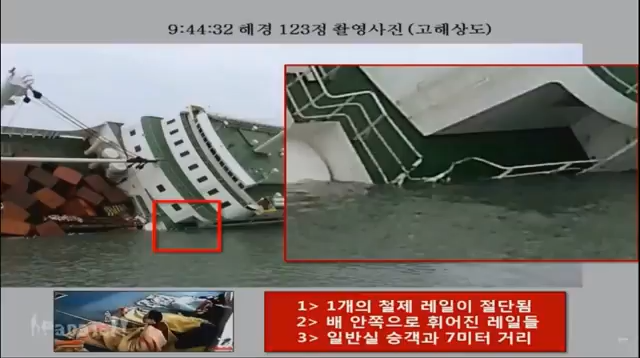 9:44:32 해경 123정 촬영사진 (고해상도)
1> 1개의 철제 레일이 절단됨
2> 배 안쪽으로 휘어진 레일들
3> 일반실 승객과 7미터 거리